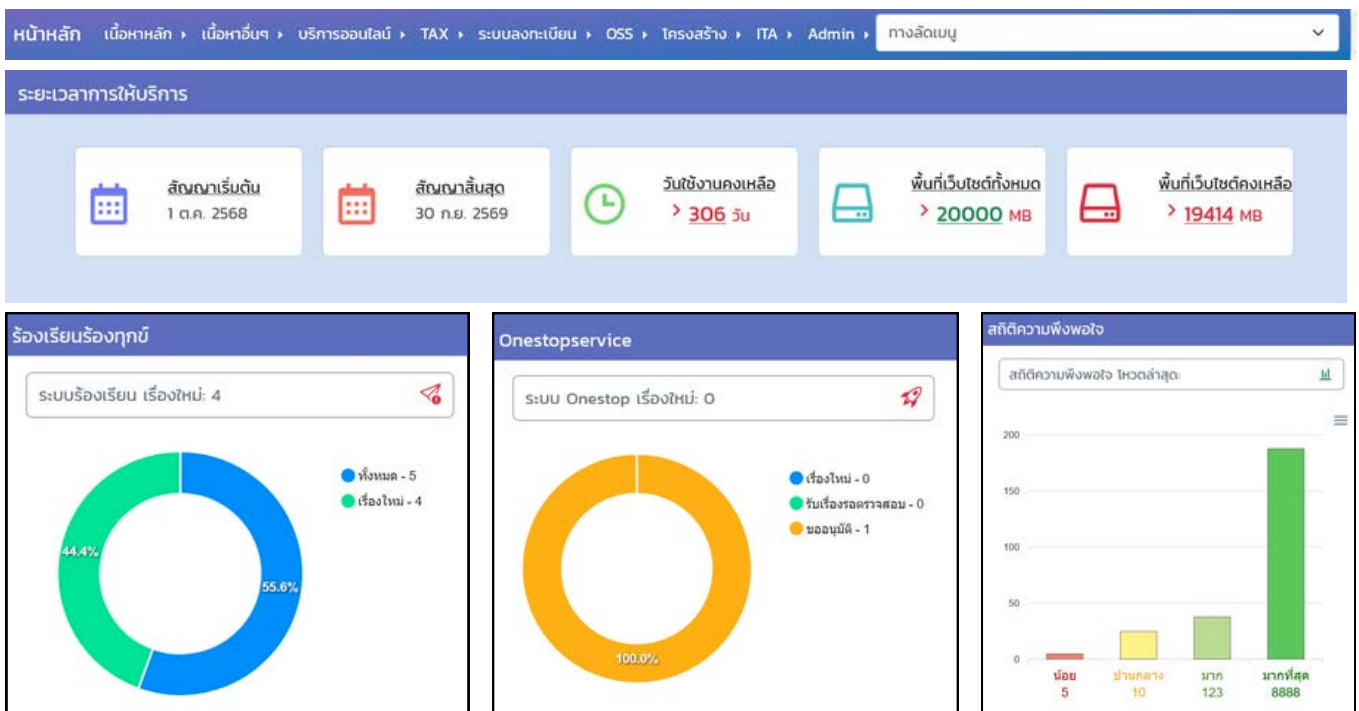 หน้าหลัก เนื้อหาหลัก เนื้อหาอื่นๆ บริการออนไลน์ TAX ระบบลงทะเบียน OSS โครงสร้าง ITA Admin ทางลัดเมนู
ระยะเวลาการให้บริการ
สัญญาเริ่มต้น
1 ต.ค. 2568
สัญญาสิ้นสุด
30 ก.ย. 2569
วันใช้งานคงเหลือ
> 306 วัน
พื้นที่เว็บไซต์ทั้งหมด
> 20000 MB
พื้นที่เว็บไซต์คงเหลือ
> 19414 MB
ร้องเรียนร้องทุกข์
ระบบร้องเรียน เรื่องใหม่: 4
ทั้งหมด - 5
เรื่องใหม่ - 4
44.4%
55.6%
Onestopservice
ระบบ Onestop เรื่องใหม่: 0
เรื่องใหม่ - 0
รับเรื่องรอตรวจสอบ - 0
ขออนุมัติ - 1
100.0%
สถิติความพึงพอใจ
สถิติความพึงพอใจ โหวตล่าสุด:
200
150
100
50
0
น้อย ปานกลาง มาก มากที่สุด
5 10 123 8888